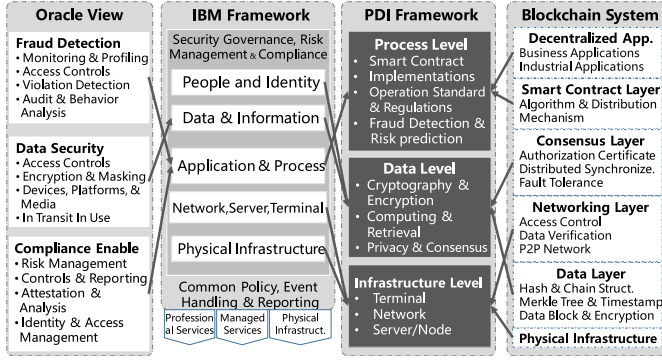 Oracle View
Fraud Detection
• Monitoring & Profiling
• Access Controls
• Violation Detection
• Audit & Behavior
Analysis
Data Security
• Access Controls
• Encryption & Masking
• Devices, Platforms, &
Media
• In Transit In Use
Compliance Enable
• Risk Management
• Controls & Reporting
• Attestation &
Analysis
• Identity & Access
Management
IBM Framework
Security Governance, Risk
Management & Compliance
People and Identity
Data & Information
Application & Process
Network,Server,Terminal
Physical Infrastructure
Common Policy, Event
Handling & Reporting
Profession
al Services
Managed
Services
Physical
Infrastruct.
PDI Framework
Process Level
• Smart Contract
• Implementations
• Operation Standard
& Regulations
• Fraud Detection &
Risk prediction
Data Level
• Cryptography &
Encryption
• Computing &
Retrieval
• Privacy & Consensus
Infrastructure Level
• Terminal
• Network
• Server/Node
Blockchain System
Decentralized App.
Business Applications
Industrial Applications
Smart Contract Layer
Algorithm & Distribution
Mechanism
Consensus Layer
Authorization Certificate
Distributed Synchronize.
Fault Tolerance
Networking Layer
Access Control
Data Verification
P2P Network
Data Layer
Hash & Chain Struct.
Merkle Tree & Timestamp
Data Block & Encryption
Physical Infrastructure